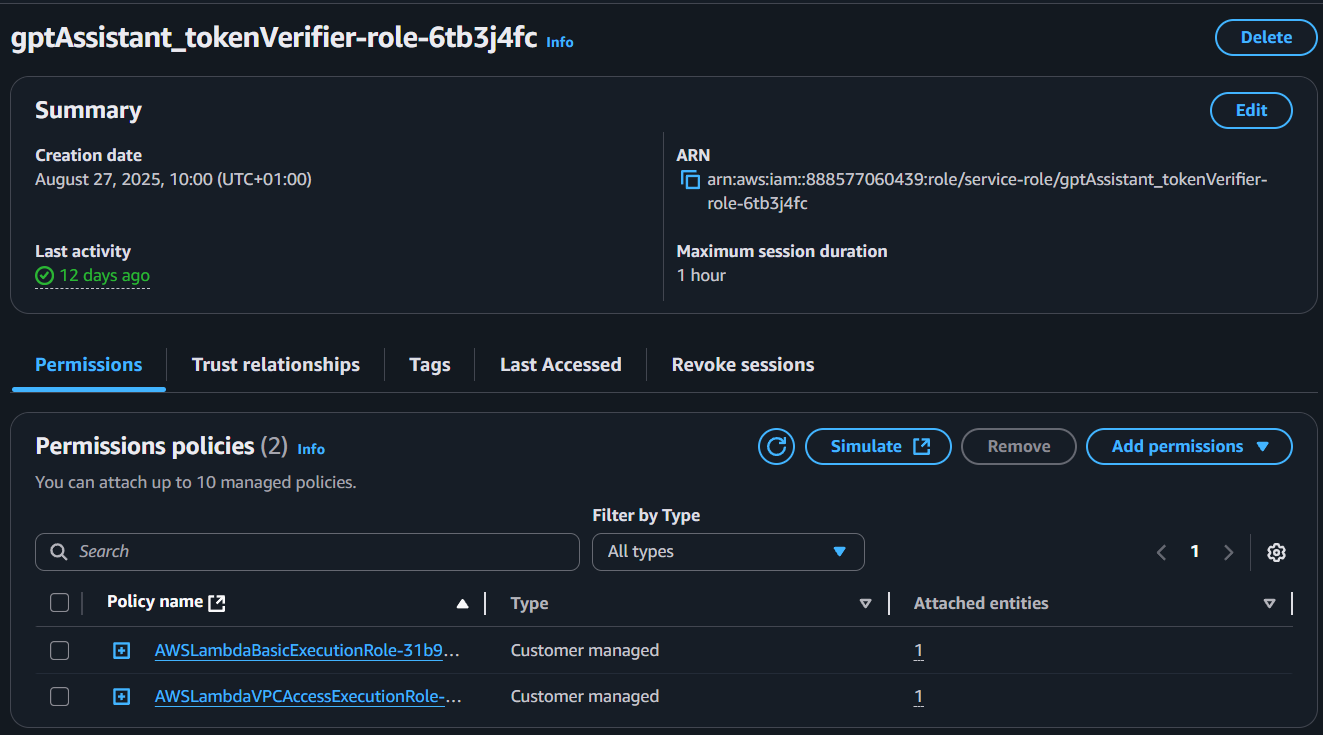 gptAssistant_tokenVerifier-role-6tb3j4fc Info
Delete
Summary
Edit
Creation date
August 27, 2025, 10:00 (UTC+01:00)
ARN
arn:aws:iam::888577060439:role/service-role/gptAssistant_tokenVerifier-
role-6tb3j4fc
Last activity
12 days ago
Maximum session duration
1 hour
Permissions
Trust relationships
Tags
Last Accessed
Revoke sessions
Permissions policies (2) Info
Simulate
Remove
Add permissions
You can attach up to 10 managed policies.
Filter by Type
Search
All types
1
Policy name
Type
Attached entities
AWSLambdaBasicExecutionRole-31b9...
Customer managed
1
AWSLambdaVPCAccessExecutionRole-...
Customer managed
1